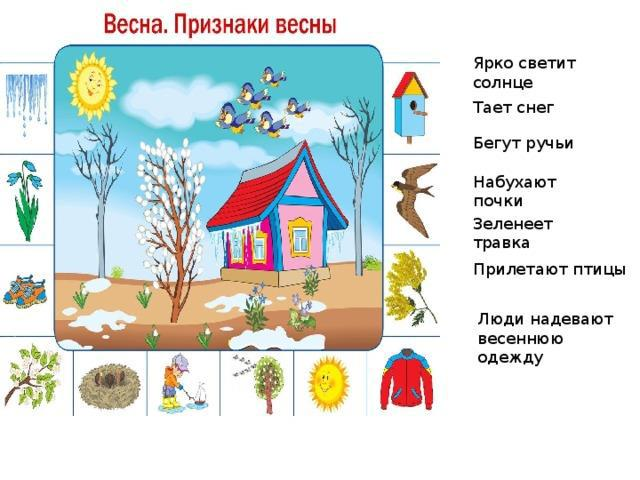 Весна. Признаки весны
Ярко светит
солнце
Тает снег
Бегут ручьи
Набухают
почки
Зеленеет
травка
Прилетают птицы
Люди надевают
весеннюю
одежду